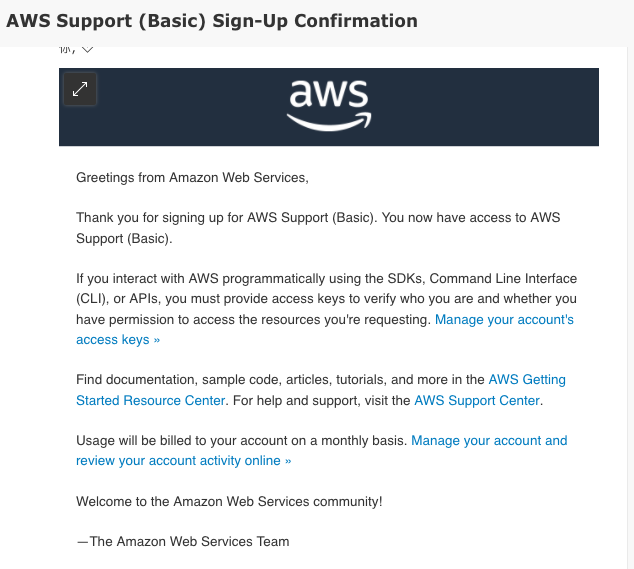 AWS Support (Basic) Sign-Up Confirmation
aws
Greetings from Amazon Web Services,
Thank you for signing up for AWS Support (Basic). You now have access to AWS
Support (Basic).
If you interact with AWS programmatically using the SDKs, Command Line Interface
(CLI), or APIs, you must provide access keys to verify who you are and whether you
have permission to access the resources you're requesting. Manage your account's
access keys »
Find documentation, sample code, articles, tutorials, and more in the AWS Getting
Started Resource Center. For help and support, visit the AWS Support Center.
Usage will be billed to your account on a monthly basis. Manage your account and
review your account activity online »
Welcome to the Amazon Web Services community!
—The Amazon Web Services Team